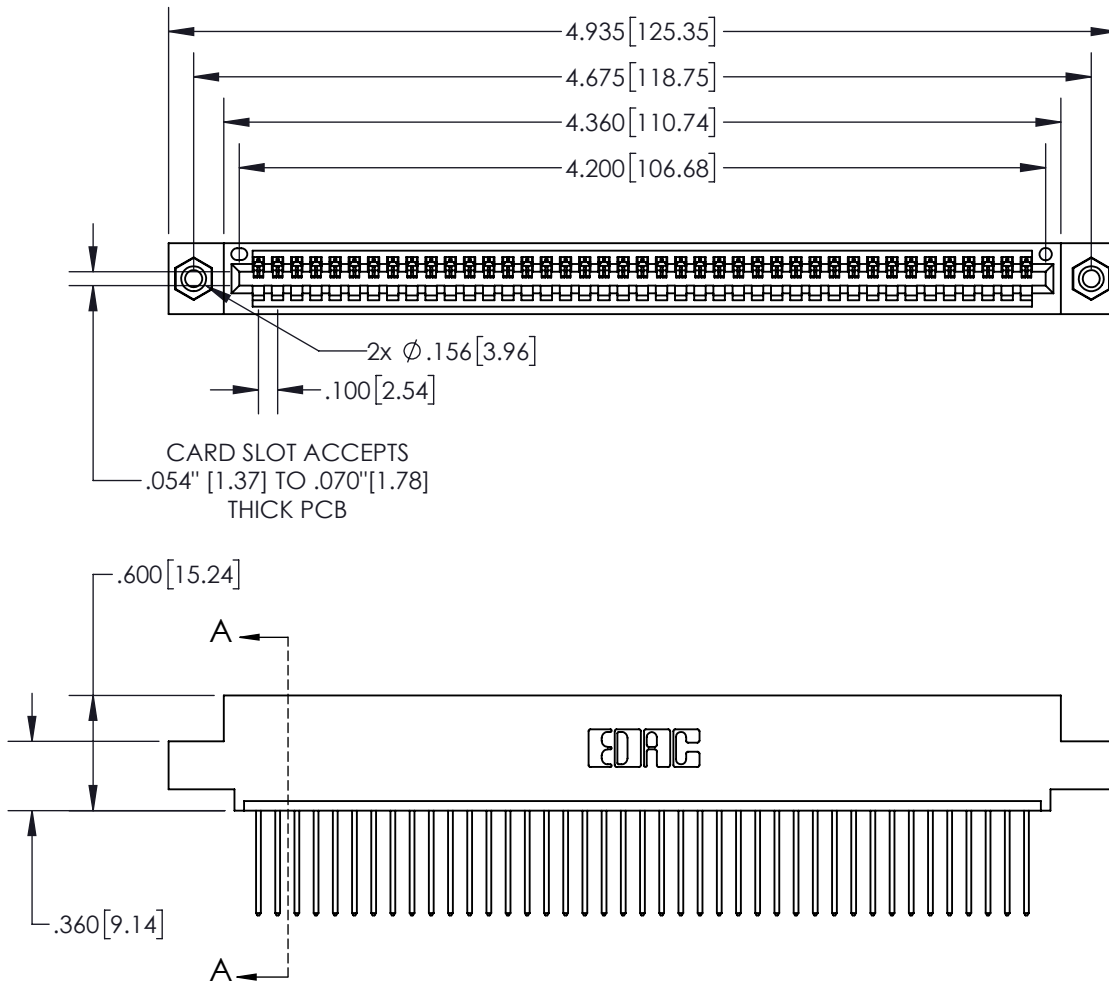 4.935[125.35]
4.675[118.75]
4.360[110.74]
4.200[106.68]
2x Ø .156[3.96]
.100[2.54]
CARD SLOT ACCEPTS
.054" [1.37] TO .070"[1.78]
THICK PCB
.600[15.24]
A
EDAC
.360[9.14]
A